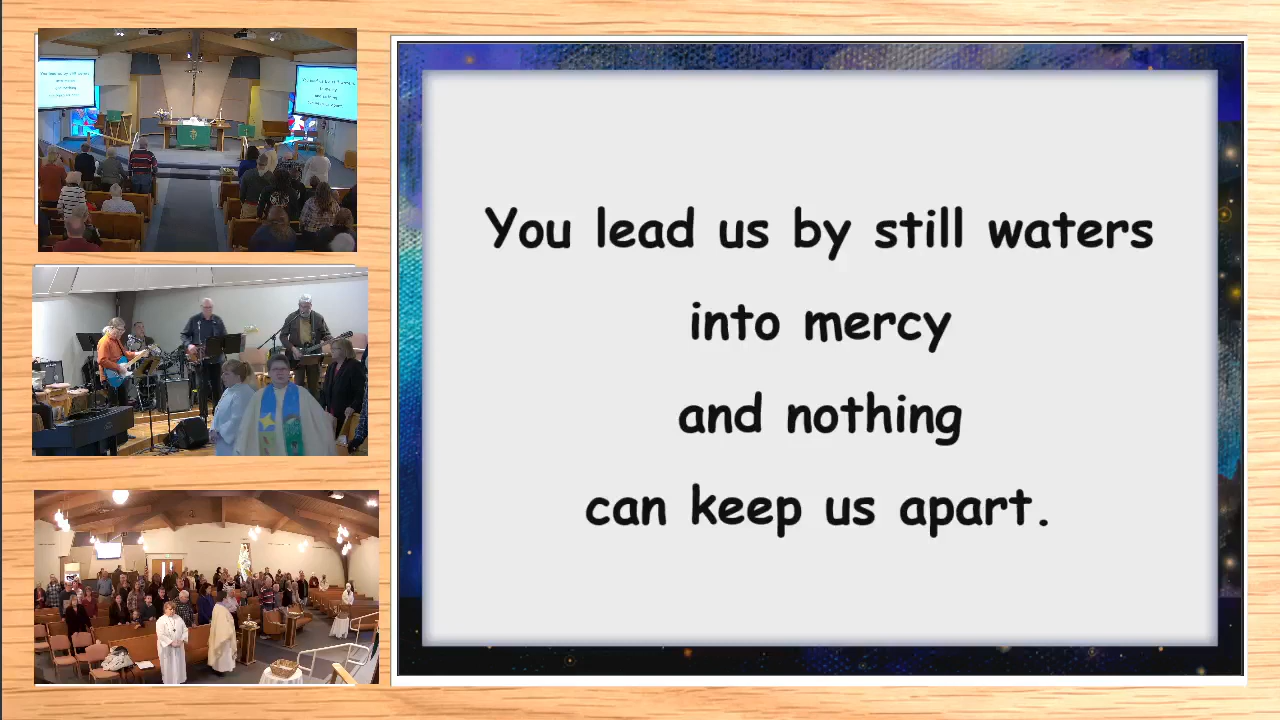 You lead us by still waters
into mercy
and nothing
can keep us apart.